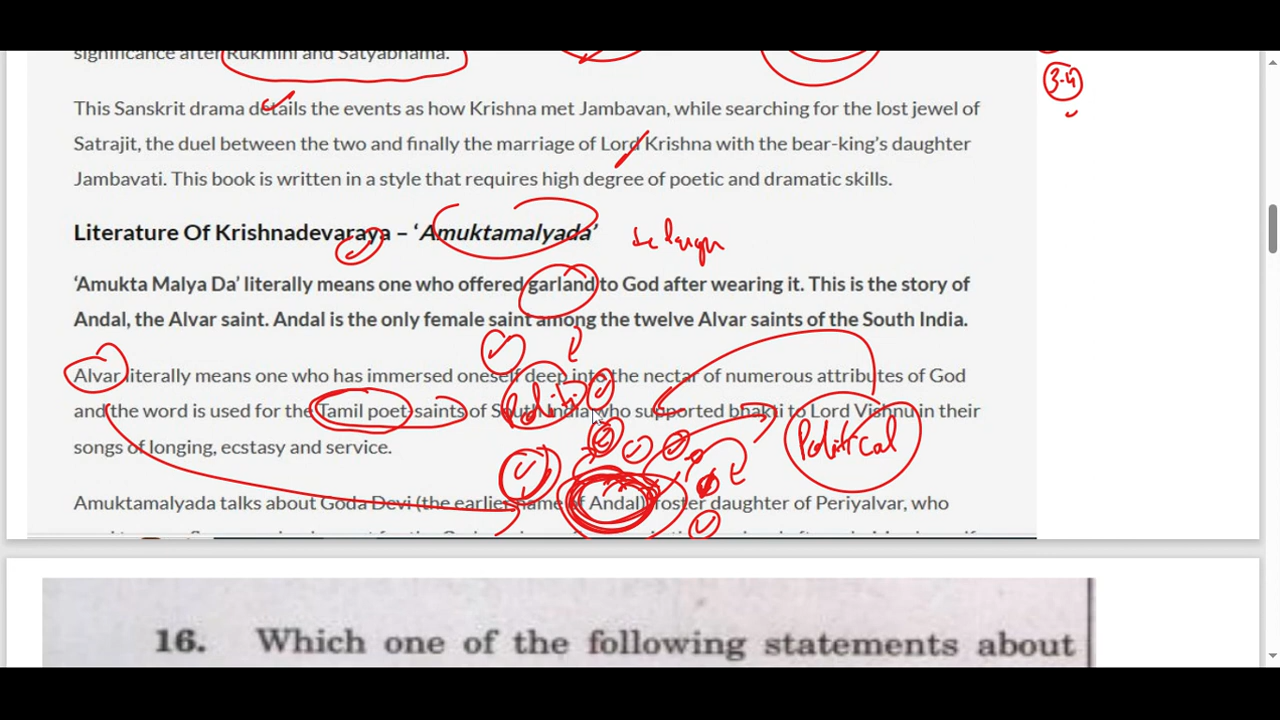 significance after Rukmini and Satyabhama.
3-4
This Sanskrit drama details the events as how Krishna met Jambavan, while searching for the lost jewel of
Satrajit, the duel between the two and finally the marriage of Lord Krishna with the bear-king's daughter
Jambavati. This book is written in a style that requires high degree of poetic and dramatic skills.
Literature Of Krishnadevaraya – 'Amuktamalyada'
'Amukta Malya Da' literally means one who offered garland to God after wearing it. This is the story of
Andal, the Alvar saint. Andal is the only female saint among the twelve Alvar saints of the South India.
Alvar literally means one who has immersed oneself deep into the nectar of numerous attributes of God
and the word is used for the Tamil poet-saints of South India who supported bhakti to Lord Vishnu in their
Political
songs of longing, ecstasy and service.
Amuktamalyada talks about Goda Devi (the earlier name of Andal), foster daughter of Periyalvar, who
16. Which one of the following statements about